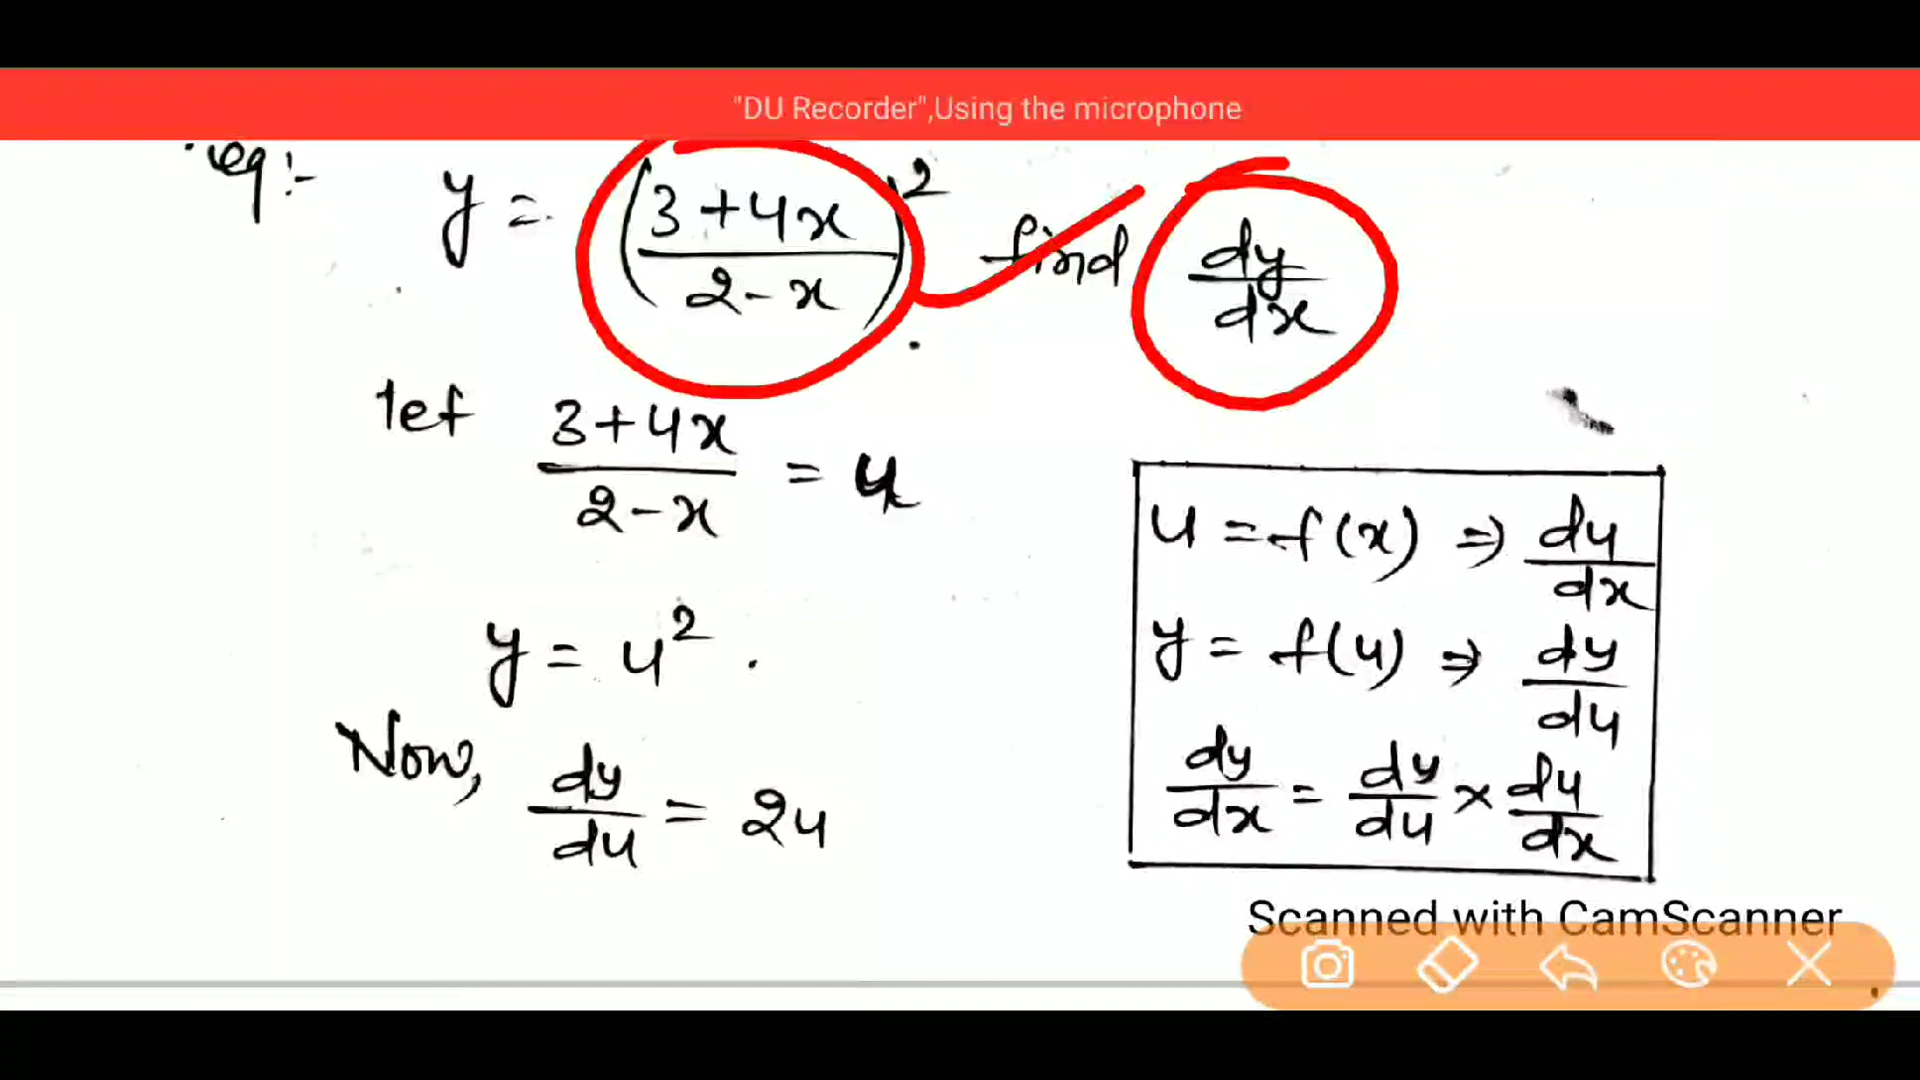 "DU Recorder",Using the microphone
eg:- y = ((3+4x)/(2-x))² find dy/dx
let (3+4x)/(2-x) = u
y = u².
Now, dy/du = 2u
u = f(x) ⇒ du/dx
y = f(u) ⇒ dy/du
dy/dx = dy/du × du/dx
Scanned with CamScanner